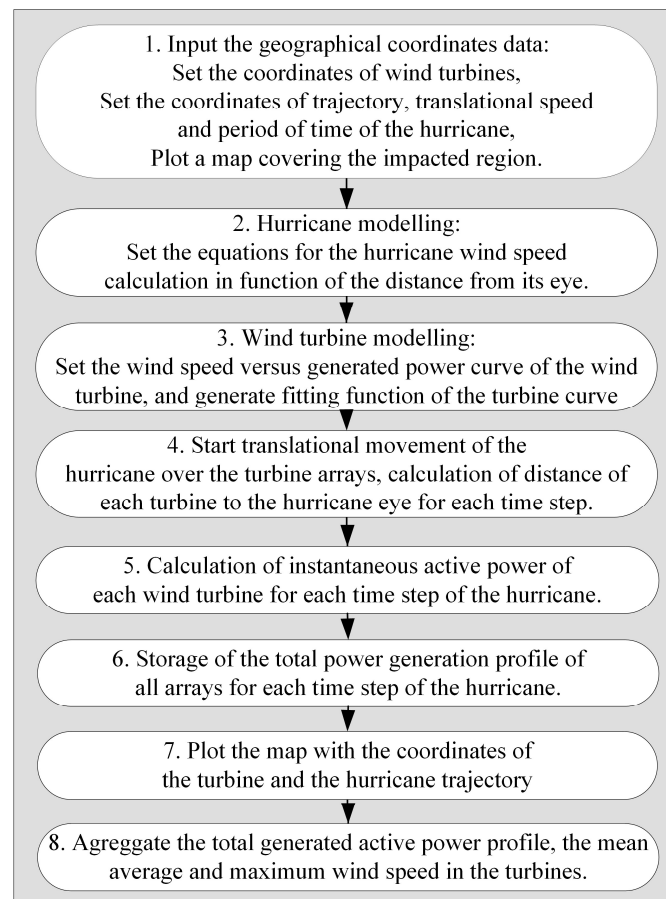 1. Input the geographical coordinates data:
Set the coordinates of wind turbines,
Set the coordinates of trajectory, translational speed
and period of time of the hurricane,
Plot a map covering the impacted region.
2. Hurricane modelling:
Set the equations for the hurricane wind speed
calculation in function of the distance from its eye.
3. Wind turbine modelling:
Set the wind speed versus generated power curve of the wind
turbine, and generate fitting function of the turbine curve
4. Start translational movement of the
hurricane over the turbine arrays, calculation of distance of
each turbine to the hurricane eye for each time step.
5. Calculation of instantaneous active power of
each wind turbine for each time step of the hurricane.
6. Storage of the total power generation profile of
all arrays for each time step of the hurricane.
7. Plot the map with the coordinates of
the turbine and the hurricane trajectory
8. Agreggate the total generated active power profile, the mean
average and maximum wind speed in the turbines.